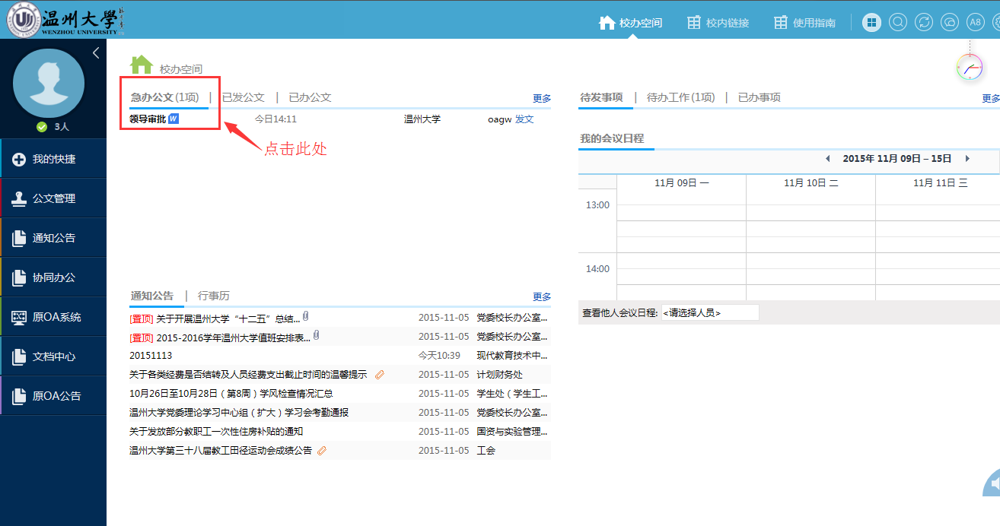 温州大学
WENZHOU UNIVERSITY
校办空间
校内链接
使用指南
A8
3人
我的快捷
公文管理
通知公告
协同办公
原OA系统
文档中心
原OA公告
校办空间
急办公文(1项) | 已发公文 | 已办公文 更多
领导审批 W 今日14:11 温州大学 oagw 发文
点击此处
待发事项 | 待办工作(1项) | 已办事项 更多
我的会议日程
2015年 11月 09日 – 15日
11月 09日 一 11月 10日 二 11月 11日 三
13:00
14:00
查看他人会议日程: <请选择人员>
通知公告 | 行事历 更多
[置顶] 关于开展温州大学“十二五”总结... 2015-11-05 党委校长办公室...
[置顶] 2015-2016学年温州大学值班安排表... 2015-11-05 党委校长办公室...
20151113 今天10:39 现代教育技术中...
关于各类经费是否结转及人员经费支出截止时间的温馨提示 2015-11-05 计划财务处
10月26日至10月28日（第8周）学风检查情况汇总 2015-11-05 学生处（学生工...
温州大学党委理论学习中心组（扩大）学习会考勤通报 2015-11-05 党委校长办公室...
关于发放部分教职工一次性住房补贴的通知 2015-11-05 国资与实验管理...
温州大学第三十八届教工田径运动会成绩公告 2015-11-05 工会